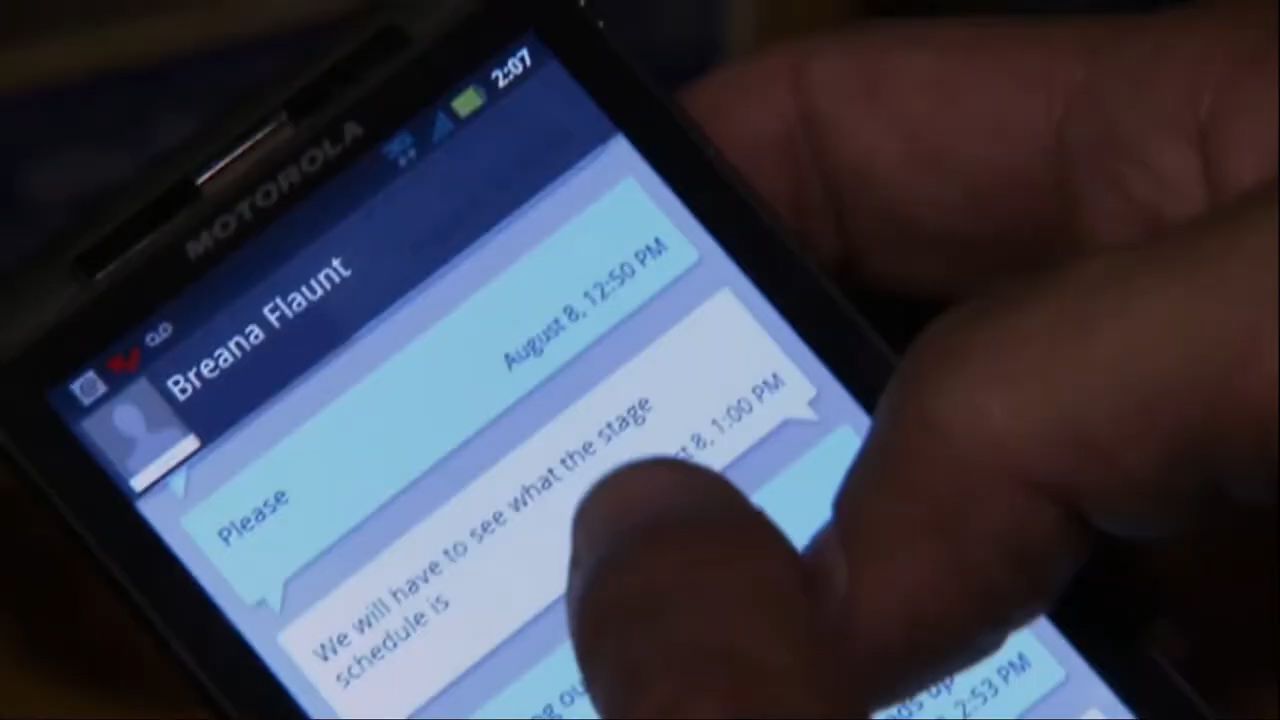 2:07
MOTOROLA
Breana Flaunt
Please
August 8, 12:50 PM
We will have to see what the stage
schedule is
8, 1:00 PM
2:53 PM